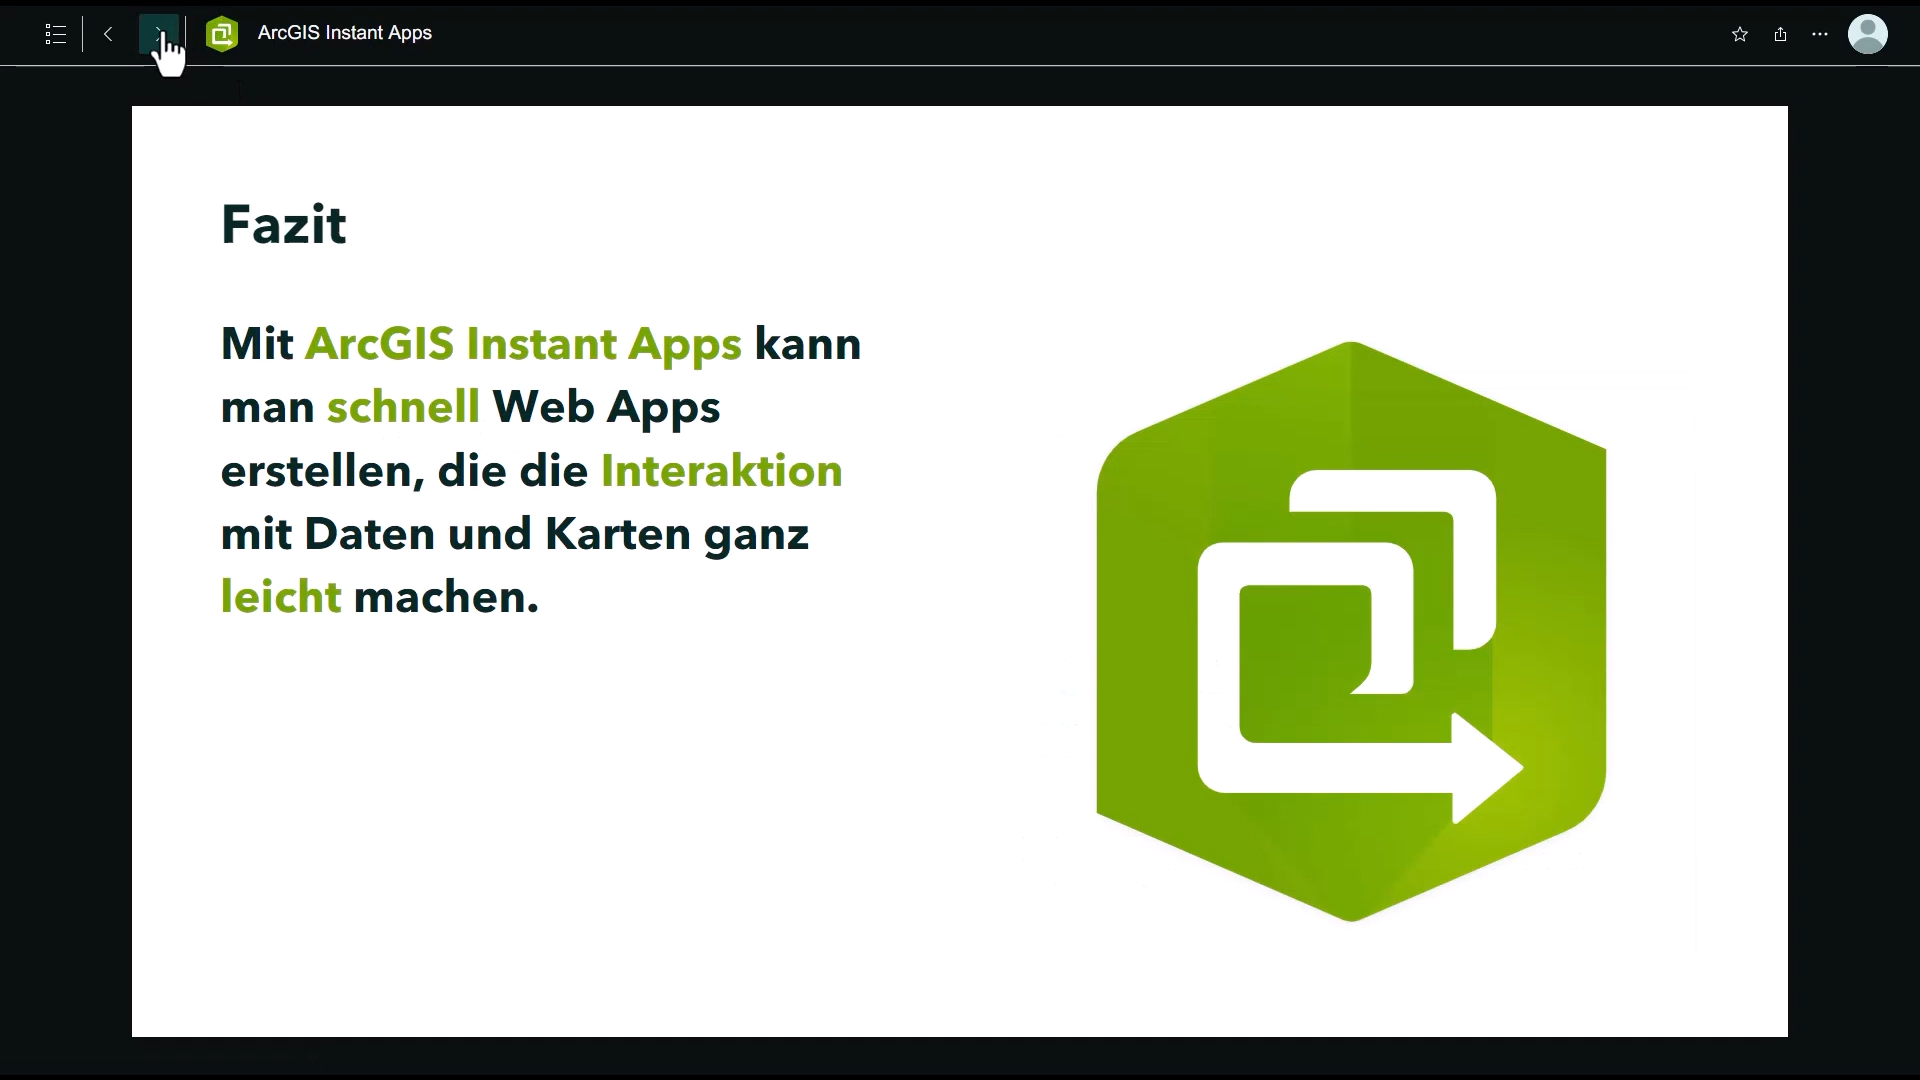 ArcGIS Instant Apps
Fazit
Mit ArcGIS Instant Apps kann
man schnell Web Apps
erstellen, die die Interaktion
mit Daten und Karten ganz
leicht machen.